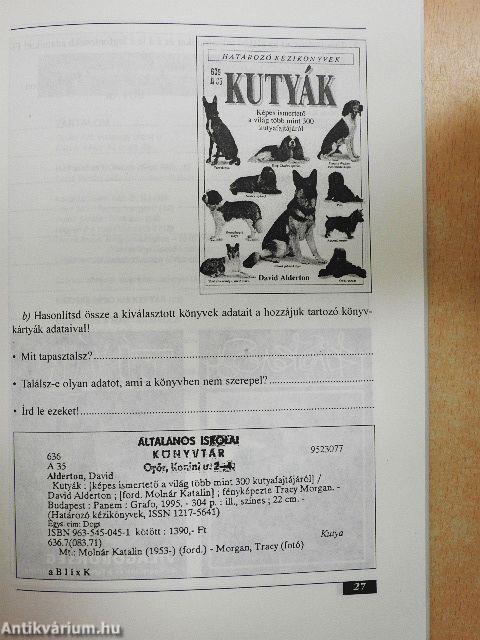 HATÁROZÓ KÉZIKÖNYVEK
636
A 35
KUTYÁK
Képes ismertető
a világ több mint 300
kutyafajtájáról
David Alderton
b) Hasonlítsd össze a kiválasztott könyvek adatait a hozzájuk tartozó könyv-
kártyák adataival!
• Mit tapasztalsz?
• Találsz-e olyan adatot, ami a könyvben nem szerepel?
• Írd le ezeket!
ÁLTALÁNOS ISKOLAI
636 KÖNYVTÁR 9523077
A 35
Alderton, David
Kutyák : [képes ismertető a világ több mint 300 kutyafajtájáról] /
David Alderton ; [ford. Molnár Katalin] ; fényképezte Tracy Morgan. -
Budapest : Panem : Grafo, 1995. - 304 p. : ill., színes ; 22 cm. -
(Határozó kézikönyvek, ISSN 1217-5641)
Egys. cím: Dogs
ISBN 963-545-045-1 kötött : 1390,- Ft
636.7(083.71) Kutya
Mt.: Molnár Katalin (1953-) (ford.) - Morgan, Tracy (fotó)
a B l i x K
27
Antikvárium.hu